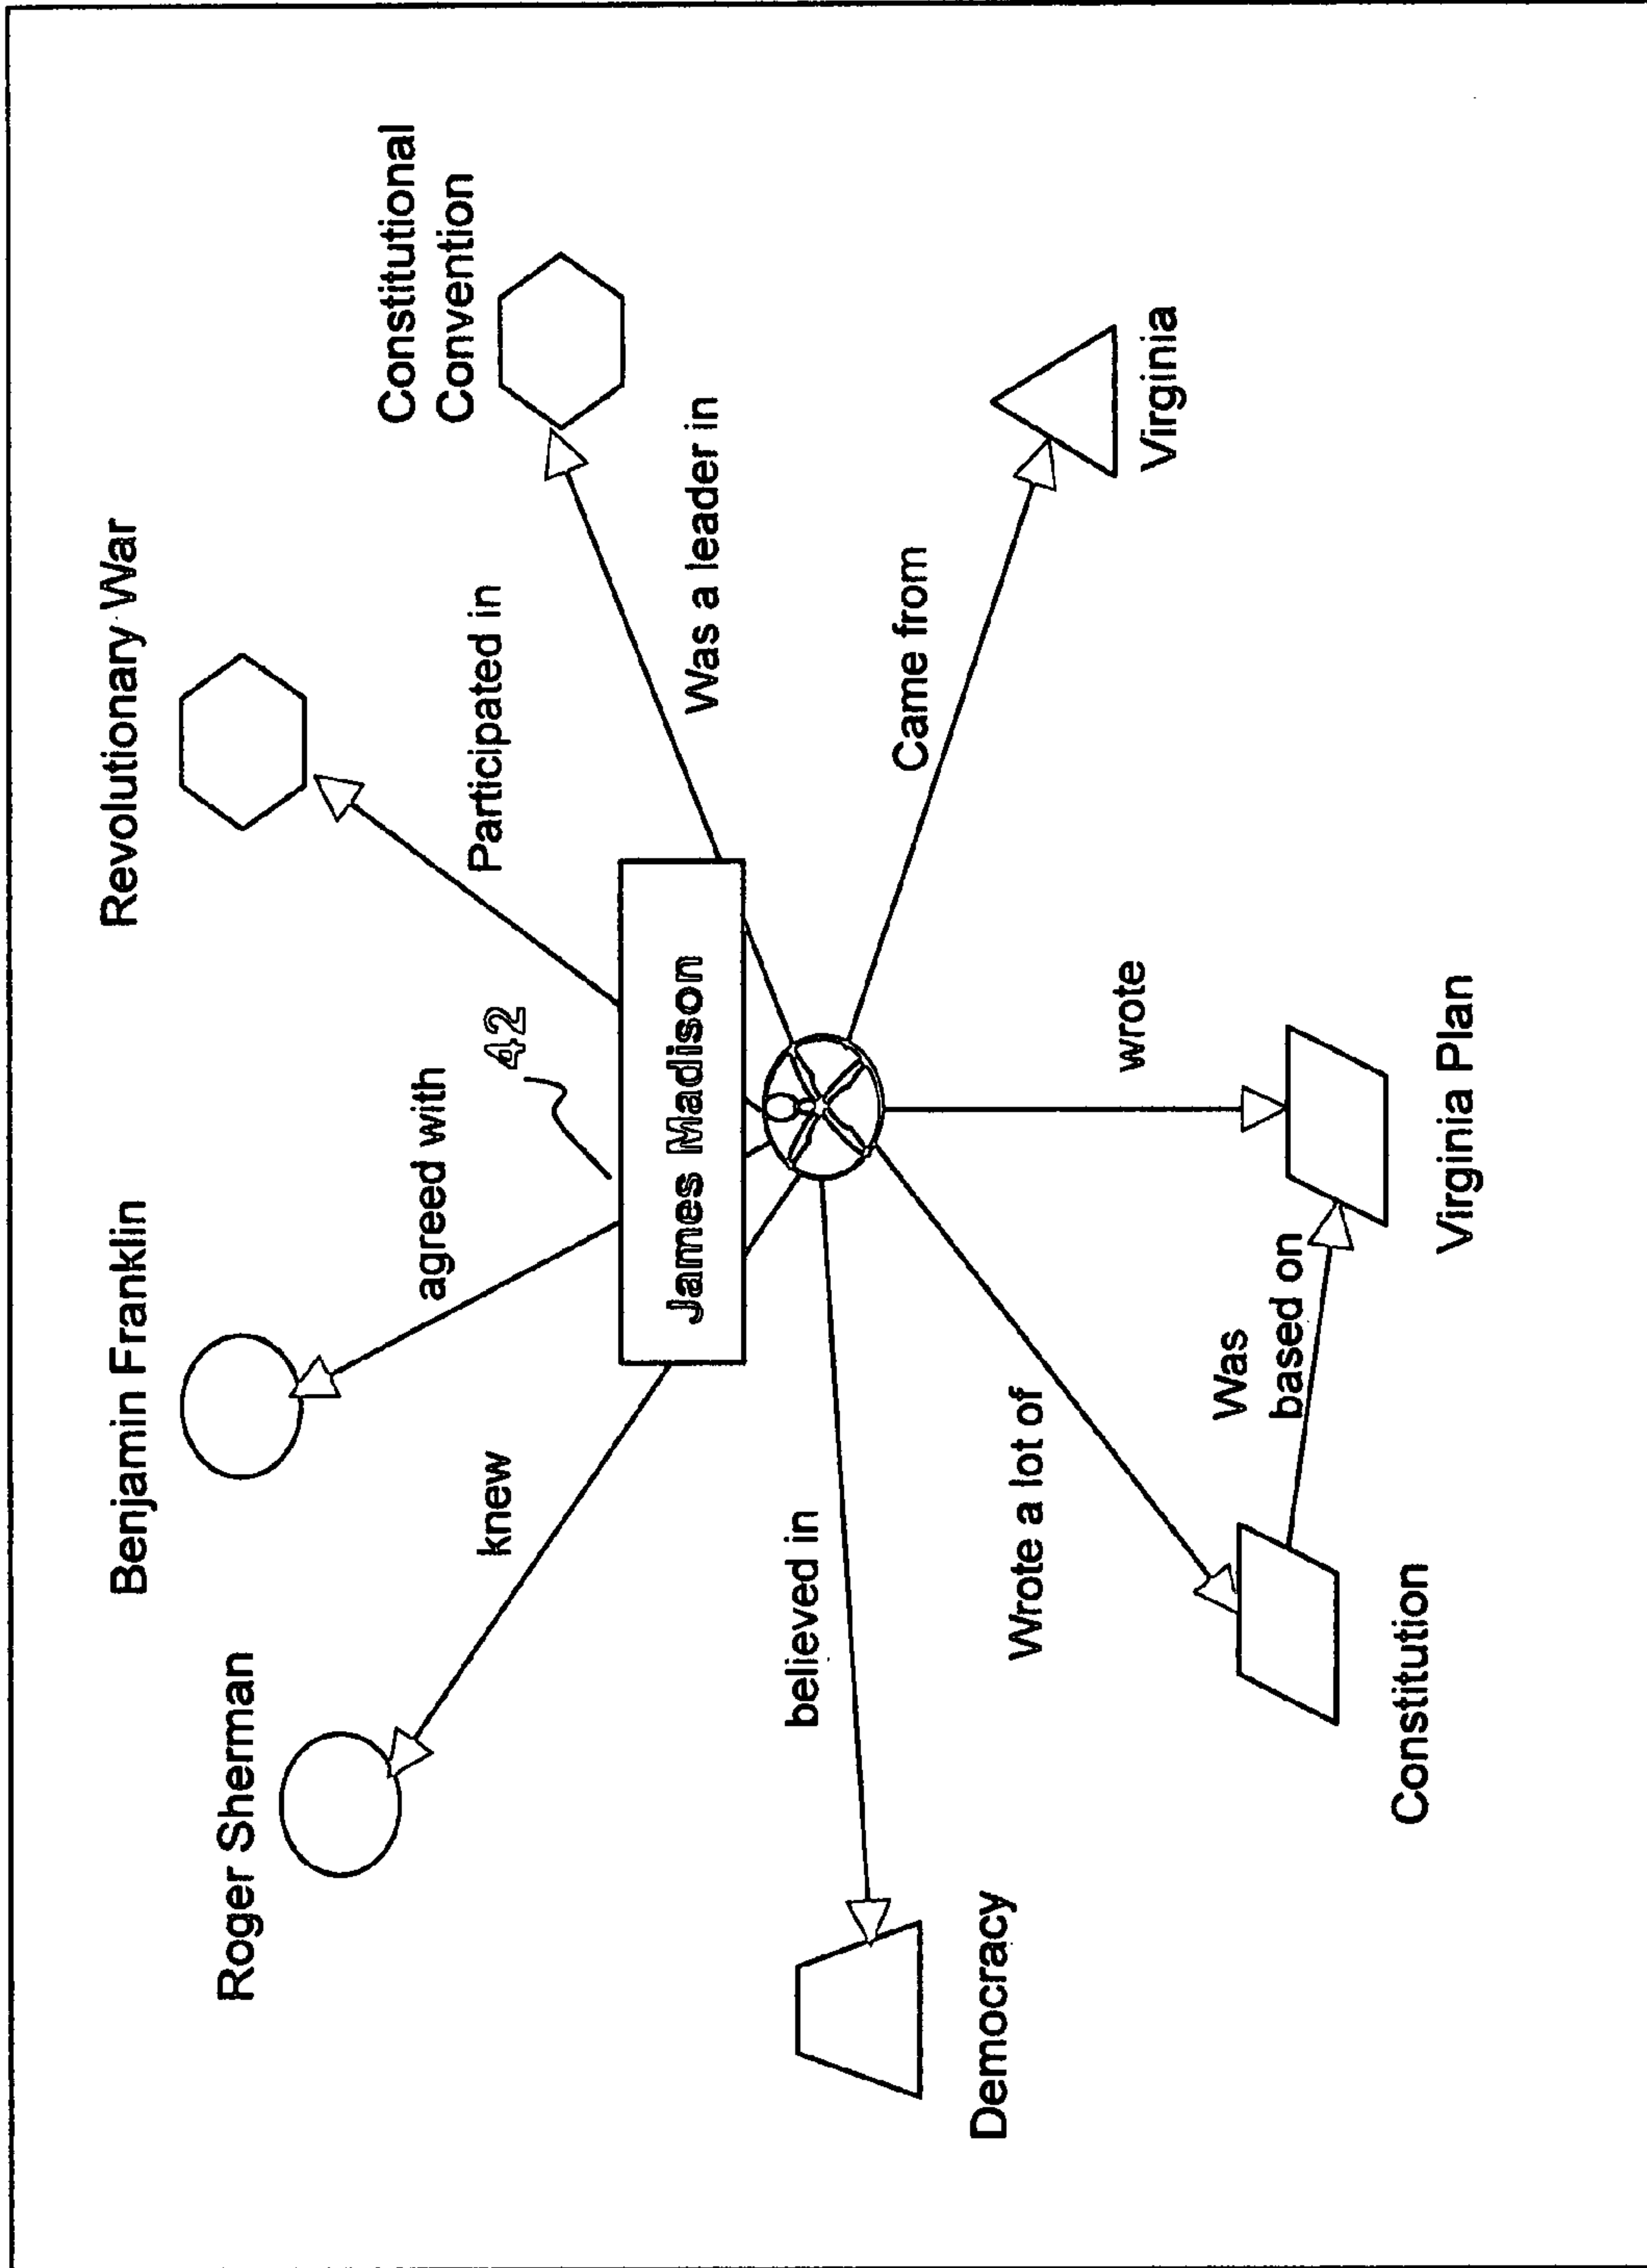 Benjamin Franklin
Revolutionary War
Roger Sherman
Constitutional
Convention
agreed with
Participated in
knew
42
James Madison
Was a leader in
believed in
Came from
Democracy
Wrote a lot of
wrote
Virginia
Was
based on
Constitution
Virginia Plan